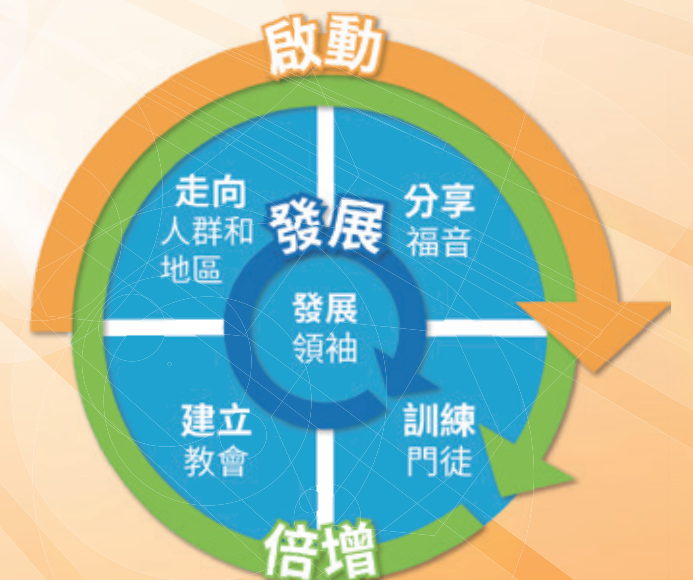 啟動
走向
人群和
地區
分享
福音
發展
發展
領袖
建立
教會
訓練
門徒
倍增